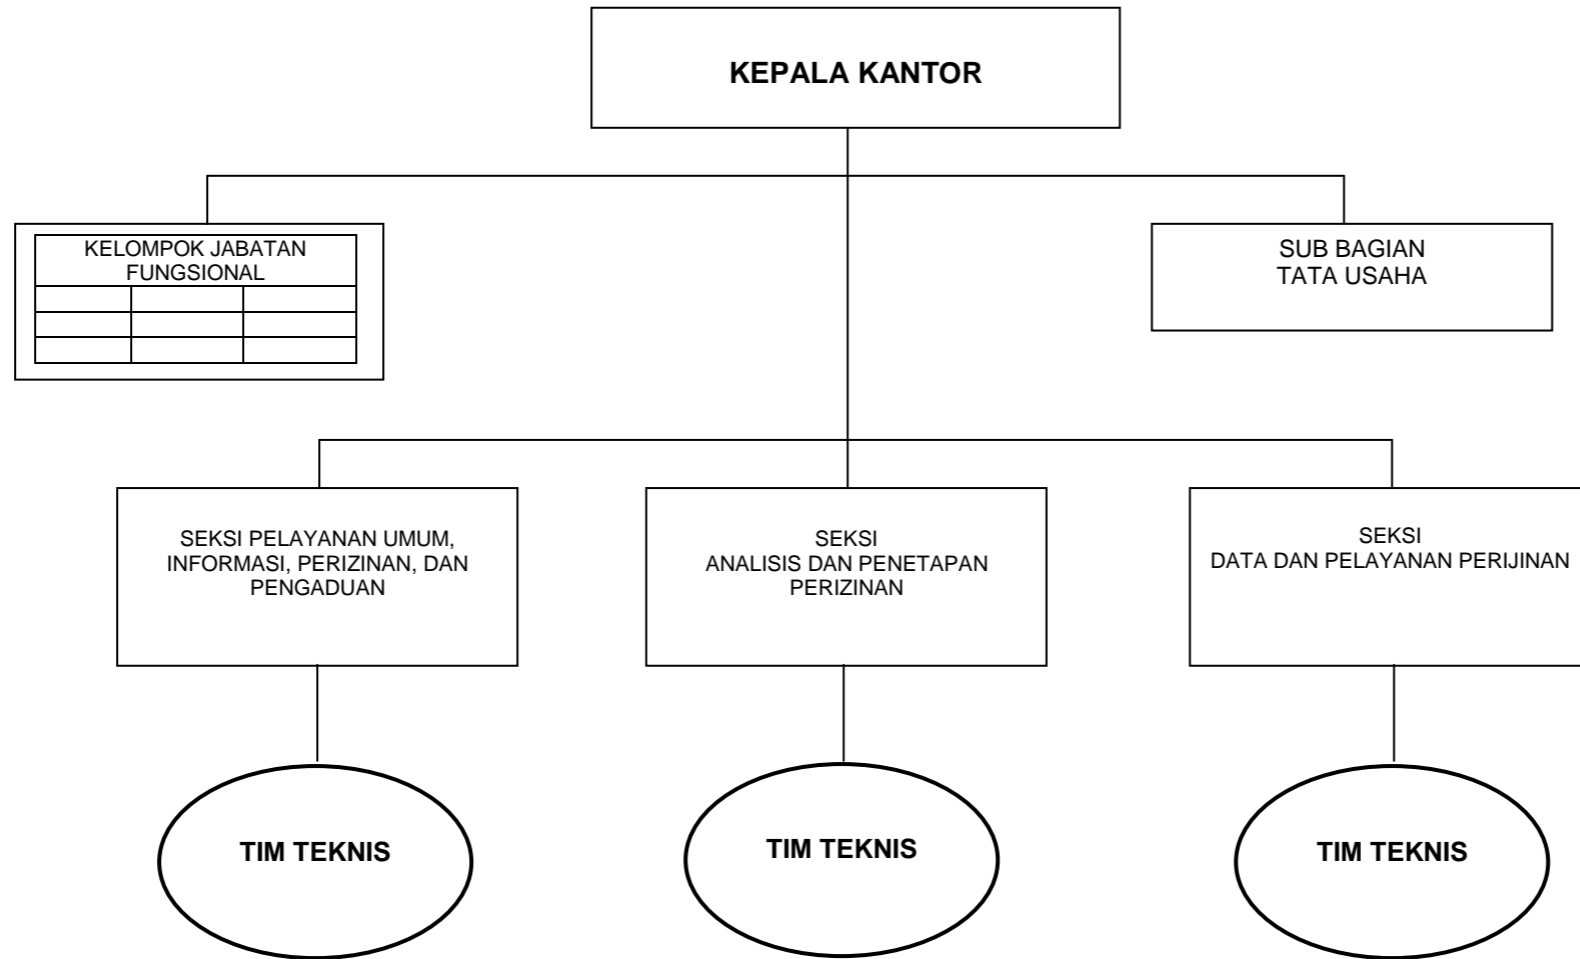 KEPALA KANTOR
KELOMPOK JABATAN
FUNGSIONAL
SUB BAGIAN
TATA USAHA
SEKSI PELAYANAN UMUM,
INFORMASI, PERIZINAN, DAN
PENGADUAN
SEKSI
ANALISIS DAN PENETAPAN
PERIZINAN
SEKSI
DATA DAN PELAYANAN PERIJINAN
TIM TEKNIS
TIM TEKNIS
TIM TEKNIS